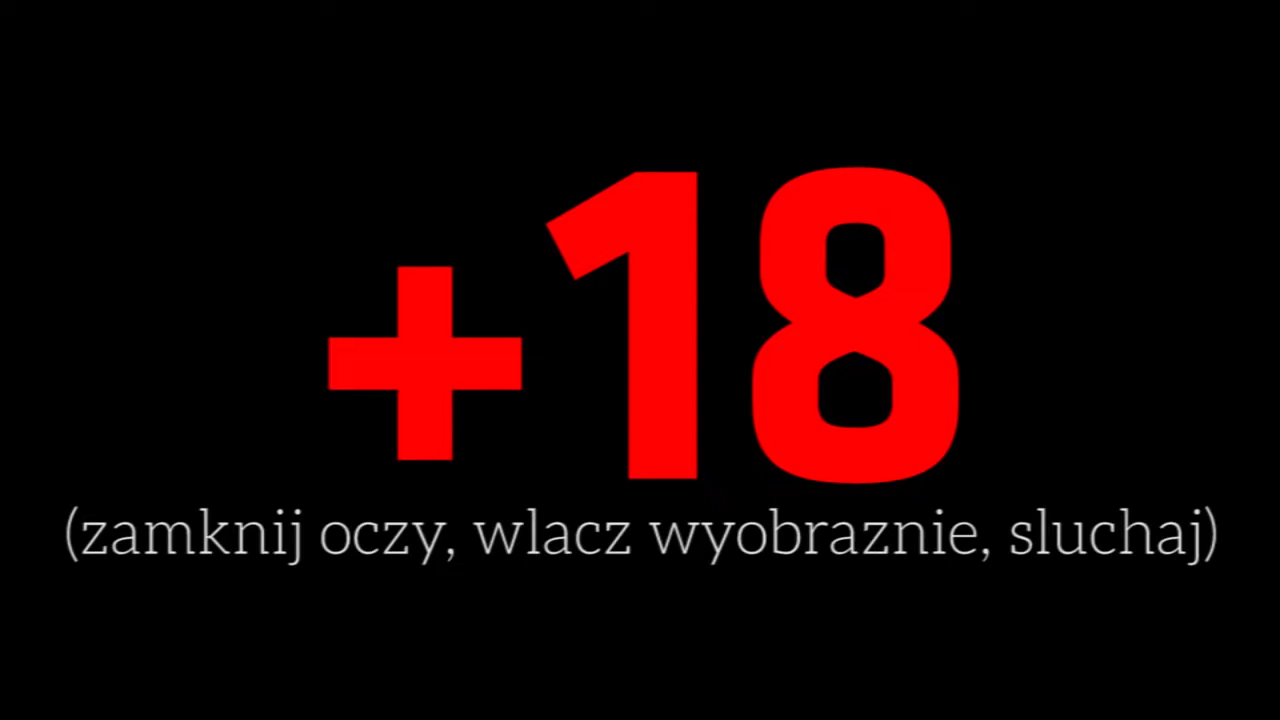 +18
(zamknij oczy, wlacz wyobraznie, sluchaj)